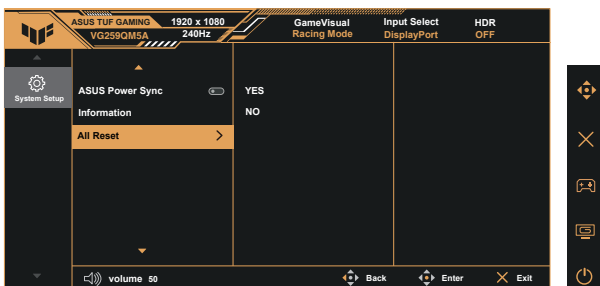 ASUS TUF GAMING 1920 x 1080 GameVisual Input Select HDR
VG259QM5A 240Hz Racing Mode DisplayPort OFF
System Setup
ASUS Power Sync YES
Information NO
All Reset
volume 50 Back Enter Exit